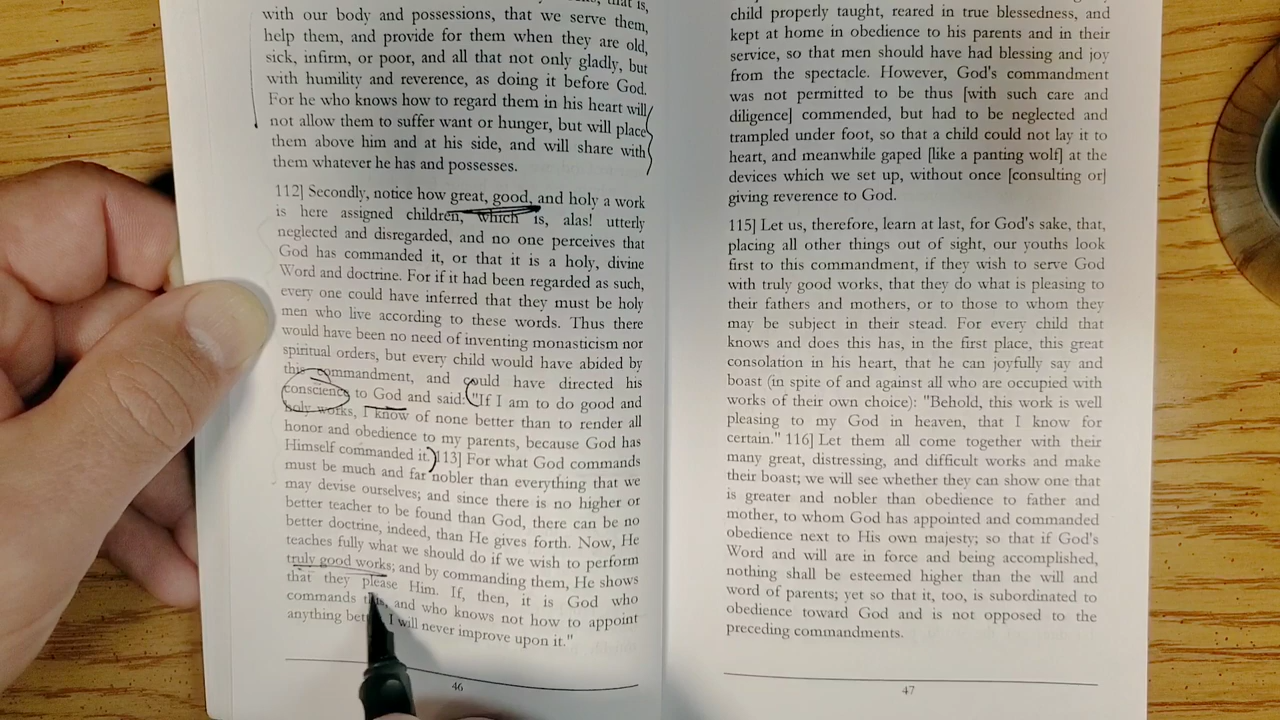 that is,
with our body and possessions, that we serve them,
help them, and provide for them when they are old,
sick, infirm, or poor, and all that not only gladly, but
with humility and reverence, as doing it before God.
For he who knows how to regard them in his heart will
not allow them to suffer want or hunger, but will place
them above him and at his side, and will share with
them whatever he has and possesses.
112] Secondly, notice how great, good, and holy a work
is here assigned children, which is, alas! utterly
neglected and disregarded, and no one perceives that
God has commanded it, or that it is a holy, divine
Word and doctrine. For if it had been regarded as such,
every one could have inferred that they must be holy
men who live according to these words. Thus there
would have been no need of inventing monasticism nor
spiritual orders, but every child would have abided by
this commandment, and could have directed his
conscience to God and said: "If I am to do good and
holy works, I know of none better than to render all
honor and obedience to my parents, because God has
Himself commanded it. 113] For what God commands
must be much and far nobler than everything that we
may devise ourselves; and since there is no higher or
better teacher to be found than God, there can be no
better doctrine, indeed, than He gives forth. Now, He
teaches fully what we should do if we wish to perform
truly good works; and by commanding them, He shows
that they please Him. If, then, it is God who
commands and who knows not how to appoint
anything I will never improve upon it."
46
child properly taught, reared in true blessedness, and
kept at home in obedience to his parents and in their
service, so that men should have had blessing and joy
from the spectacle. However, God's commandment
was not permitted to be thus [with such care and
diligence] commended, but had to be neglected and
trampled under foot, so that a child could not lay it to
heart, and meanwhile gaped [like a panting wolf] at the
devices which we set up, without once [consulting or]
giving reverence to God.
115] Let us, therefore, learn at last, for God's sake, that,
placing all other things out of sight, our youths look
first to this commandment, if they wish to serve God
with truly good works, that they do what is pleasing to
their fathers and mothers, or to those to whom they
may be subject in their stead. For every child that
knows and does this has, in the first place, this great
consolation in his heart, that he can joyfully say and
boast (in spite of and against all who are occupied with
works of their own choice): "Behold, this work is well
pleasing to my God in heaven, that I know for
certain." 116] Let them all come together with their
many great, distressing, and difficult works and make
their boast; we will see whether they can show one that
is greater and nobler than obedience to father and
mother, to whom God has appointed and commanded
obedience next to His own majesty; so that if God's
Word and will are in force and being accomplished,
nothing shall be esteemed higher than the will and
word of parents; yet so that it, too, is subordinated to
obedience toward God and is not opposed to the
preceding commandments.
47